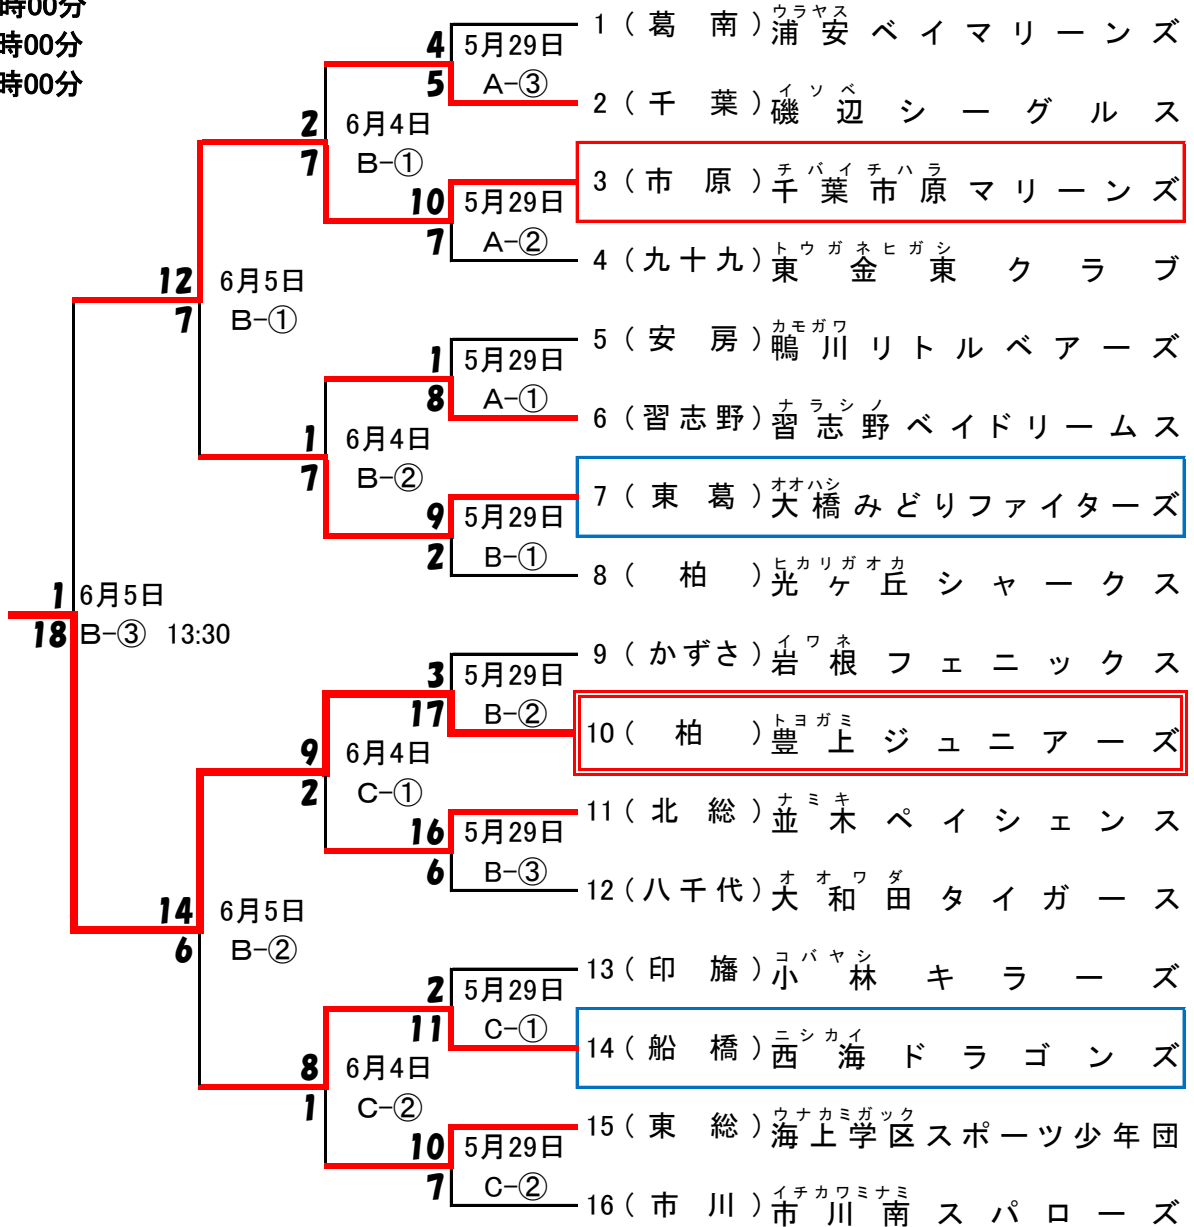 時00分
時00分
時00分
4 5月29日
5 A-③
1 (葛南) 浦安ベイマリーンズ
ウラヤス
2 (千葉) 磯辺シーグルス
イソベ
2 6月4日
7 B-①
3 (市原) 千葉市原マリーンズ
チバイチハラ
10 5月29日
7 A-②
4 (九十九) 東金東クラブ
トウガネヒガシ
12 6月5日
7 B-①
5 (安房) 鴨川リトルベアーズ
カモガワ
1 5月29日
8 A-①
6 (習志野) 習志野ベイドリームス
ナラシノ
1 6月4日
7 B-②
7 (東葛) 大橋みどりファイターズ
オオハシ
9 5月29日
2 B-①
8 (柏) 光ヶ丘シャークス
ヒカリガオカ
1 6月5日
18 B-③ 13:30
9 (かずさ) 岩根フェニックス
イワネ
3 5月29日
17 B-②
10 (柏) 豊上ジュニアーズ
トヨガミ
9 6月4日
2 C-①
11 (北総) 並木ペイシェンス
ナミキ
16 5月29日
6 B-③
12 (八千代) 大和田タイガース
オオワダ
14 6月5日
6 B-②
13 (印旛) 小林キラーズ
コバヤシ
2 5月29日
11 C-①
14 (船橋) 西海ドラゴンズ
ニシカイ
8 6月4日
1 C-②
15 (東総) 海上学区スポーツ少年団
ウナカミガック
10 5月29日
7 C-②
16 (市川) 市川南スパローズ
イチカワミナミ